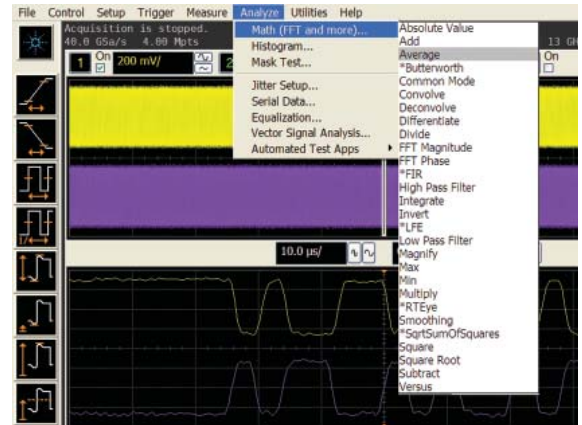 File Control Setup Trigger Measure Analyze Utilities Help
Acquisition is stopped.
40.0 GSa/s 4.00 Mpts
13 GH
1 On 200 mV/ 2
On
Math (FFT and more)...
Histogram...
Mask Test...
Jitter Setup...
Serial Data...
Equalization...
Vector Signal Analysis...
Automated Test Apps
Absolute Value
Add
Average
*Butterworth
Common Mode
Convolve
Deconvolve
Differentiate
Divide
FFT Magnitude
FFT Phase
*FIR
High Pass Filter
Integrate
Invert
*LFE
Low Pass Filter
Magnify
Max
Min
Multiply
*RTEye
Smoothing
*SqrtSumOfSquares
Square
Square Root
Subtract
Versus
10.0 µs/
1/